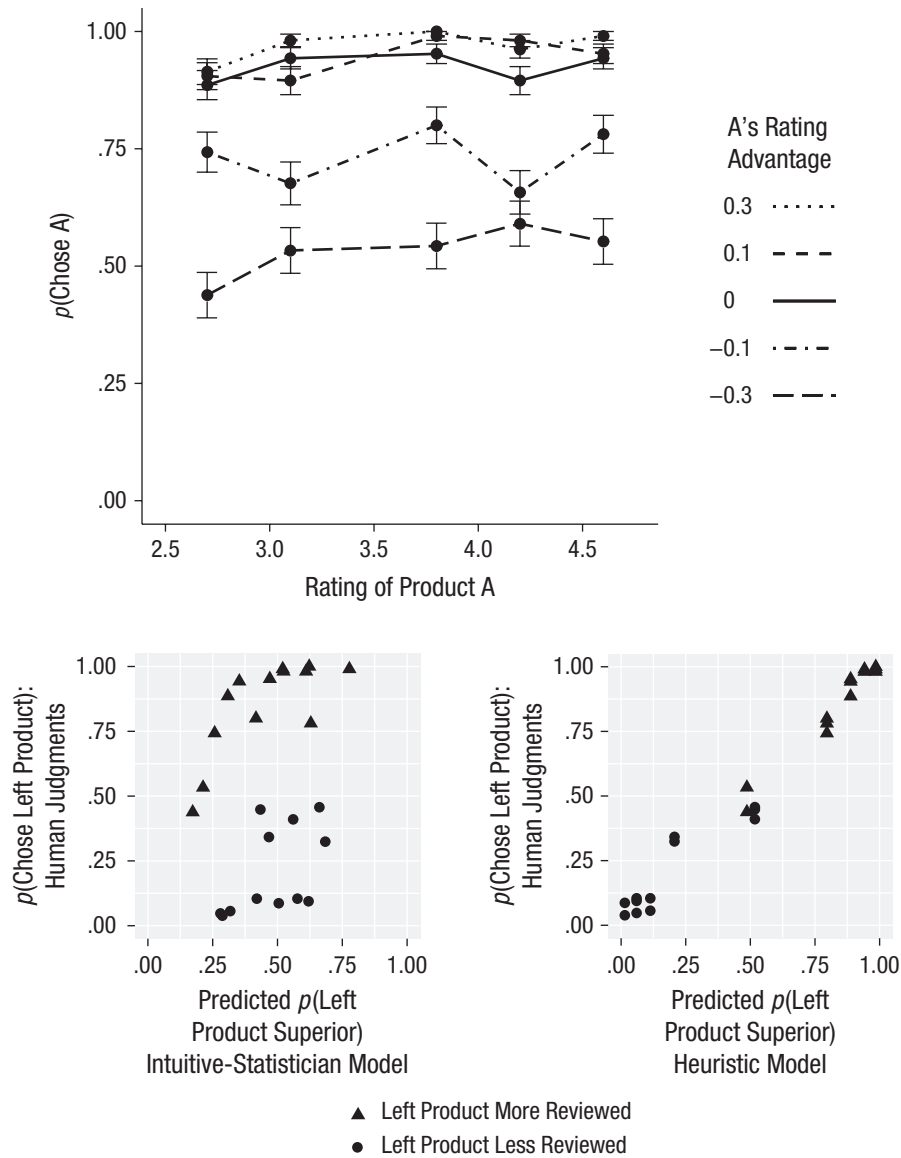 1.00
.75
.50
.25
.00
p(Chose A)
2.5 3.0 3.5 4.0 4.5
Rating of Product A
A's Rating
Advantage
0.3
0.1
0
−0.1
−0.3
1.00
.75
.50
.25
.00
p(Chose Left Product):
Human Judgments
.00 .25 .50 .75 1.00
Predicted p(Left
Product Superior)
Intuitive-Statistician Model
1.00
.75
.50
.25
.00
p(Chose Left Product):
Human Judgments
.00 .25 .50 .75 1.00
Predicted p(Left
Product Superior)
Heuristic Model
Left Product More Reviewed
Left Product Less Reviewed